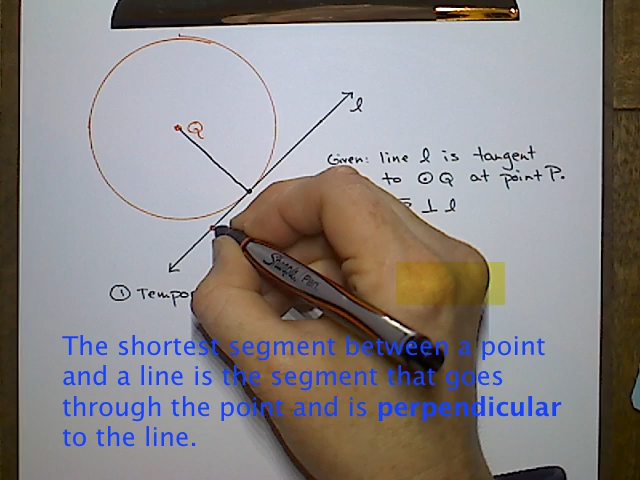 Q
l
Given: line l is tangent
to ⊙Q at point P.
⊥ l
① Tempo
The shortest segment between a point
and a line is the segment that goes
through the point and is perpendicular
to the line.
Sharpie Pen